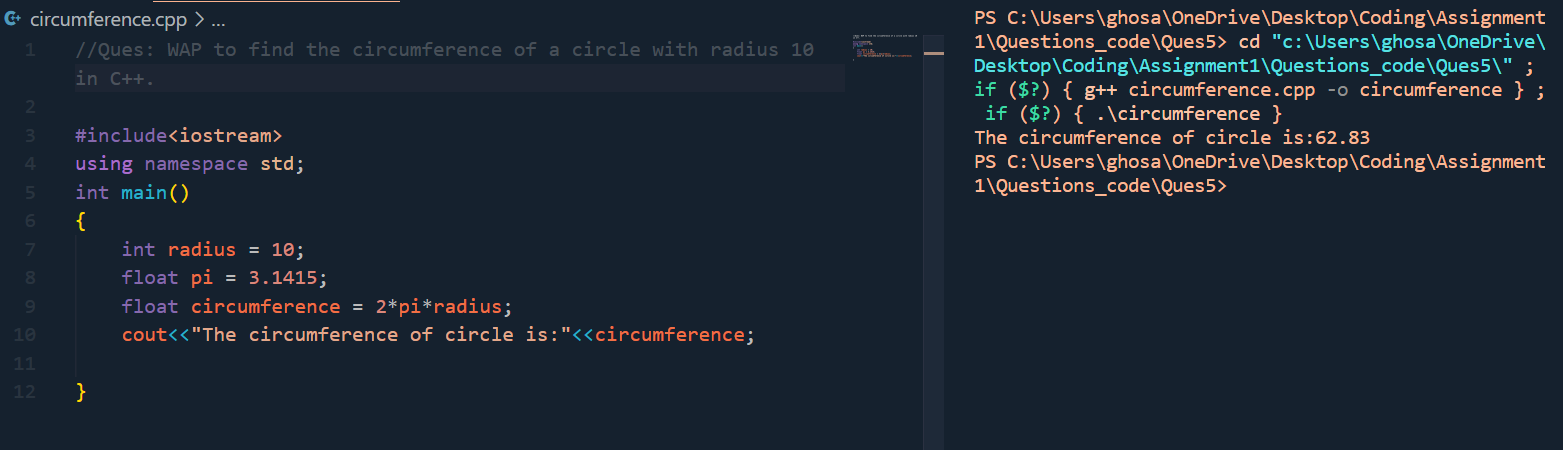 circumference.cpp > ...
1 //Ques: WAP to find the circumference of a circle with radius 10
in C++.
2
3 #include<iostream>
4 using namespace std;
5 int main()
6 {
7 int radius = 10;
8 float pi = 3.1415;
9 float circumference = 2*pi*radius;
10 cout<<"The circumference of circle is:"<<circumference;
11
12 }
PS C:\Users\ghosa\OneDrive\Desktop\Coding\Assignment
1\Questions_code\Ques5> cd "c:\Users\ghosa\OneDrive\
Desktop\Coding\Assignment1\Questions_code\Ques5\" ;
if ($?) { g++ circumference.cpp -o circumference } ;
if ($?) { .\circumference }
The circumference of circle is:62.83
PS C:\Users\ghosa\OneDrive\Desktop\Coding\Assignment
1\Questions_code\Ques5>